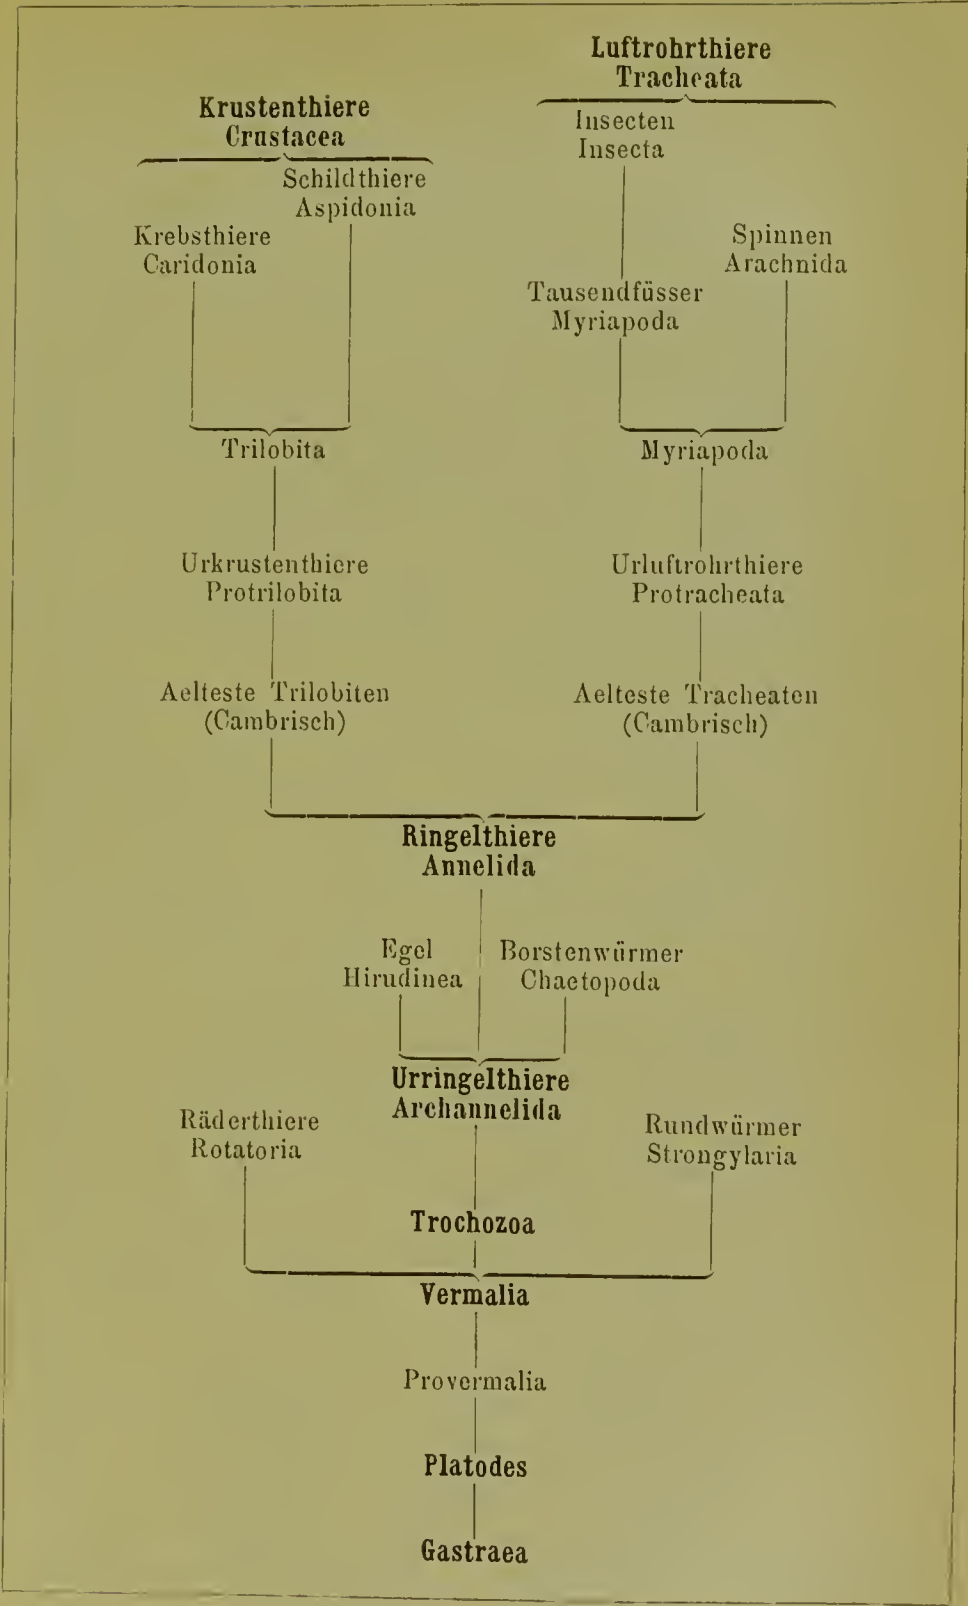 Luftrohrthiere
Tracheata
Krustenthiere
Crustacea
Insecten
Insecta
Schildthiere
Aspidonia
Krebsthiere
Caridonia
Spinnen
Arachnida
Tausendfüsser
Myriapoda
Trilobita
Myriapoda
Urkrustenthiere
Protrilobita
Urluftrohrthiere
Protracheata
Aelteste Trilobiten
(Cambrisch)
Aelteste Tracheaten
(Cambrisch)
Ringelthiere
Annelida
Egel
Hirudinea
Borstenwürmer
Chaetopoda
Urringelthiere
Archannelida
Räderthiere
Rotatoria
Rundwürmer
Strongylaria
Trochozoa
Vermalia
Provermalia
Platodes
Gastraea